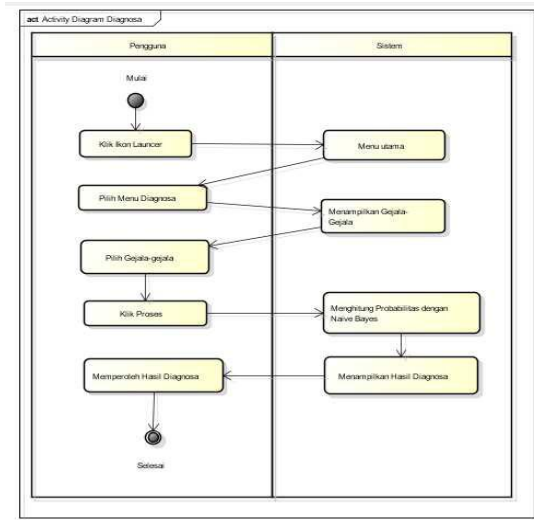 act Activity Diagram Diagnosa
Pengguna
Sistem
Mulai
Klik Ikon Launcer
Menu utama
Pilih Menu Diagnosa
Menampilkan Gejala-
Gejala
Pilih Gejala-gejala
Klik Proses
Menghitung Probabilitas dengan
Naive Bayes
Memperoleh Hasil Diagnosa
Menampilkan Hasil Diagnosa
Selesai